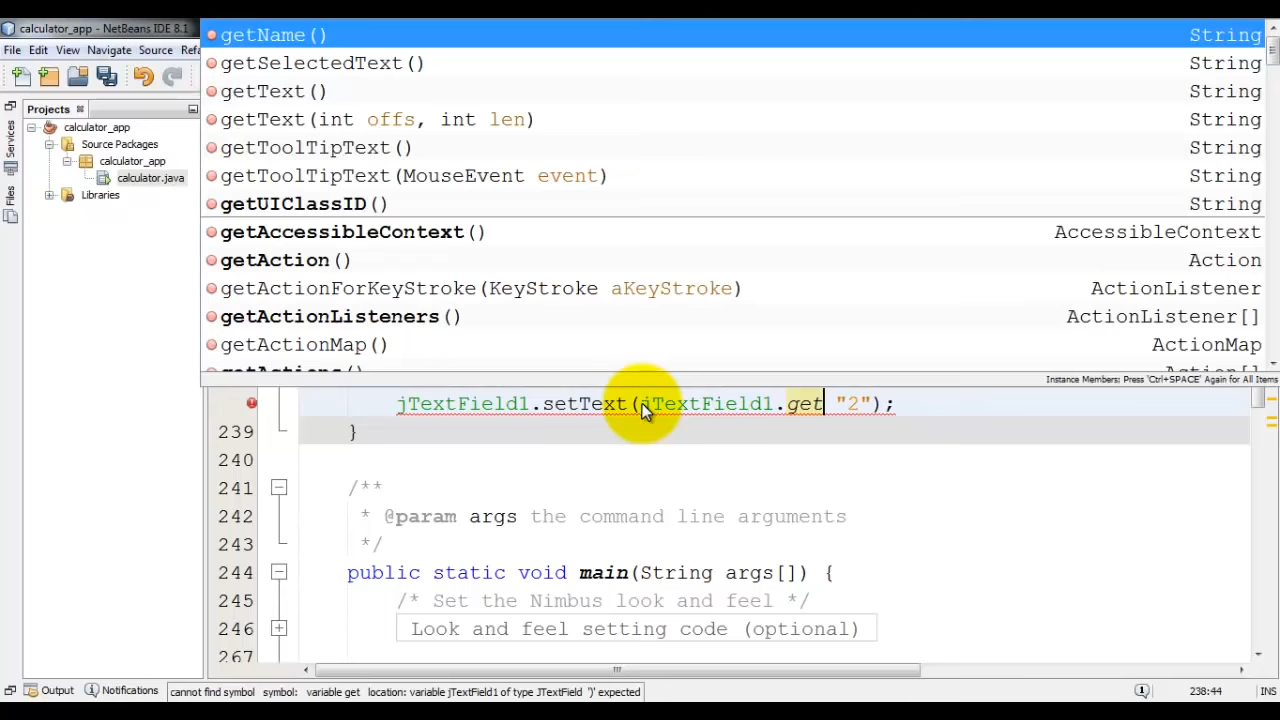 calculator_app - NetBeans IDE 8.1
File Edit View Navigate Source Refa
getName() String
getSelectedText() String
getText() String
getText(int offs, int len) String
getToolTipText() String
getToolTipText(MouseEvent event) String
getUIClassID() String
getAccessibleContext() AccessibleContext
getAction() Action
getActionForKeyStroke(KeyStroke aKeyStroke) ActionListener
getActionListeners() ActionListener[]
getActionMap() ActionMap
getActions() Action[]
Instance Members: Press 'Ctrl+SPACE' Again for All Items
Projects
calculator_app
Source Packages
calculator_app
calculator.java
Libraries
Services
Files
jTextField1.setText(jTextField1.get "2");
239 }
240
241 /**
242 * @param args the command line arguments
243 */
244 public static void main(String args[]) {
245 /* Set the Nimbus look and feel */
246 Look and feel setting code (optional)
267
Output Notifications cannot find symbol symbol: variable get location: variable jTextField1 of type JTextField ')' expected 1 238:44 INS